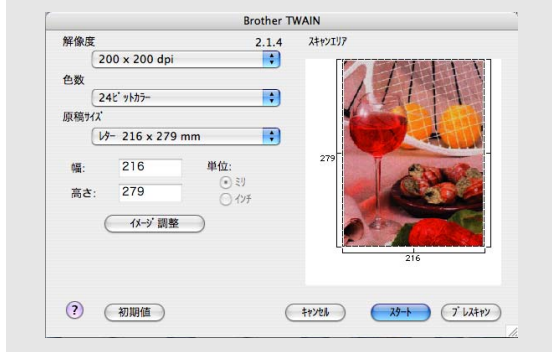 Brother TWAIN
解像度 2.1.4
200 x 200 dpi
色数
24ﾋﾞｯﾄｶﾗｰ
原稿ｻｲｽﾞ
ﾚﾀｰ 216 x 279 mm
幅: 216 単位:
ﾐﾘ
高さ: 279
ｲﾝﾁ
ｲﾒｰｼﾞ調整
ｽｷｬﾝｴﾘｱ
279
216
?
初期値
ｷｬﾝｾﾙ
ｽﾀｰﾄ
ﾌﾟﾚｽｷｬﾝ